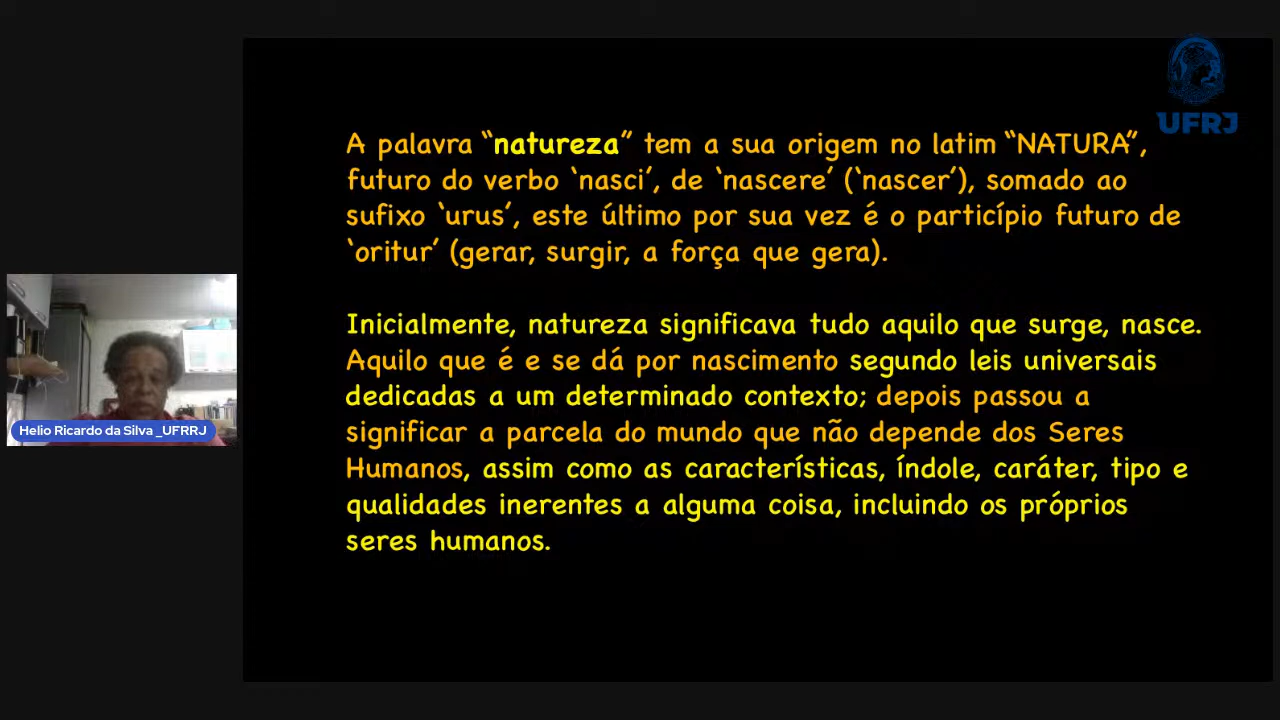 UFRJ
A palavra “natureza” tem a sua origem no latim “NATURA”,
futuro do verbo ‘nasci’, de ‘nascere’ (‘nascer’), somado ao
sufixo ‘urus’, este último por sua vez é o particípio futuro de
‘oritur’ (gerar, surgir, a força que gera).
Inicialmente, natureza significava tudo aquilo que surge, nasce.
Aquilo que é e se dá por nascimento segundo leis universais
dedicadas a um determinado contexto; depois passou a
significar a parcela do mundo que não depende dos Seres
Humanos, assim como as características, índole, caráter, tipo e
qualidades inerentes a alguma coisa, incluindo os próprios
seres humanos.
Helio Ricardo da Silva _UFRRJ